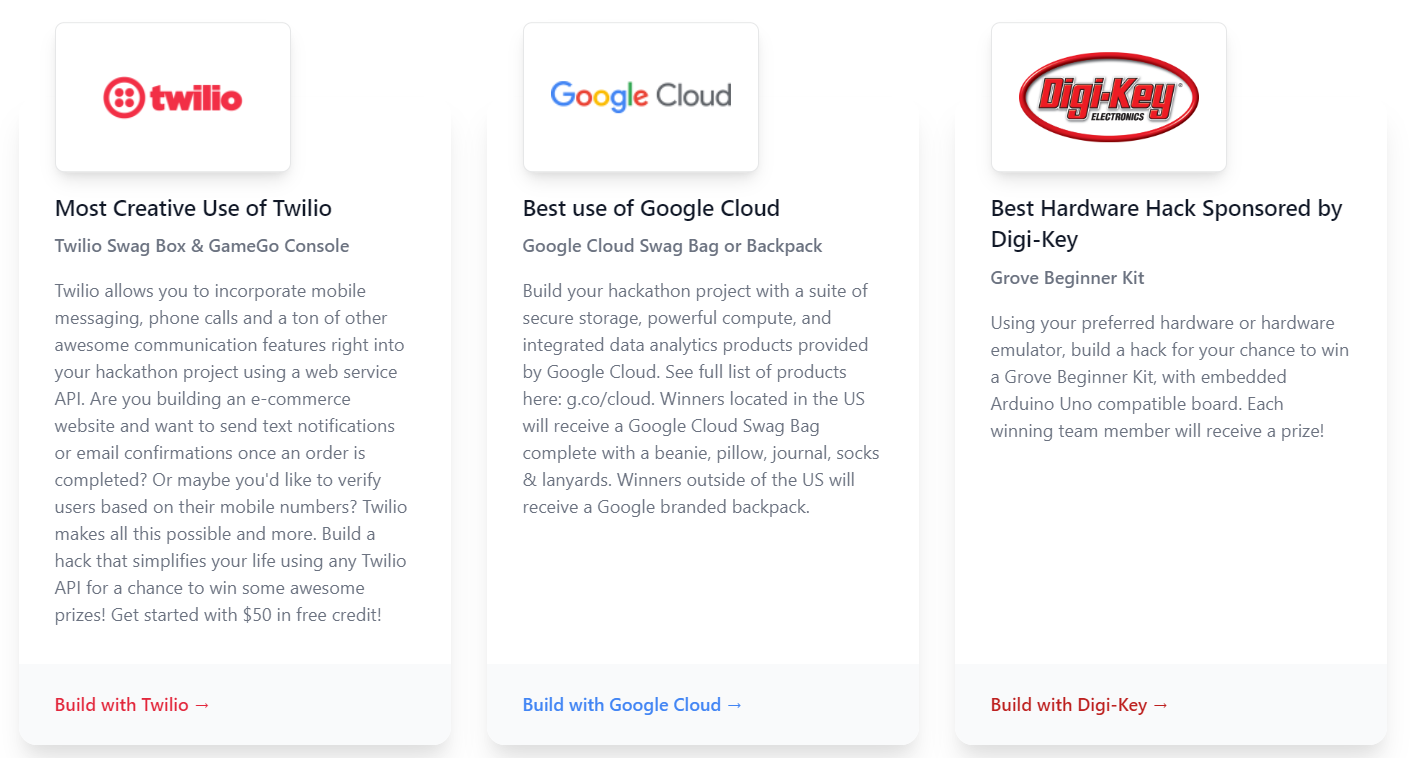 twilio
Most Creative Use of Twilio
Twilio Swag Box & GameGo Console
Twilio allows you to incorporate mobile
messaging, phone calls and a ton of other
awesome communication features right into
your hackathon project using a web service
API. Are you building an e-commerce
website and want to send text notifications
or email confirmations once an order is
completed? Or maybe you'd like to verify
users based on their mobile numbers? Twilio
makes all this possible and more. Build a
hack that simplifies your life using any Twilio
API for a chance to win some awesome
prizes! Get started with $50 in free credit!
Build with Twilio →
Google Cloud
Best use of Google Cloud
Google Cloud Swag Bag or Backpack
Build your hackathon project with a suite of
secure storage, powerful compute, and
integrated data analytics products provided
by Google Cloud. See full list of products
here: g.co/cloud. Winners located in the US
will receive a Google Cloud Swag Bag
complete with a beanie, pillow, journal, socks
& lanyards. Winners outside of the US will
receive a Google branded backpack.
Build with Google Cloud →
Digi-Key®
ELECTRONICS
Best Hardware Hack Sponsored by
Digi-Key
Grove Beginner Kit
Using your preferred hardware or hardware
emulator, build a hack for your chance to win
a Grove Beginner Kit, with embedded
Arduino Uno compatible board. Each
winning team member will receive a prize!
Build with Digi-Key →